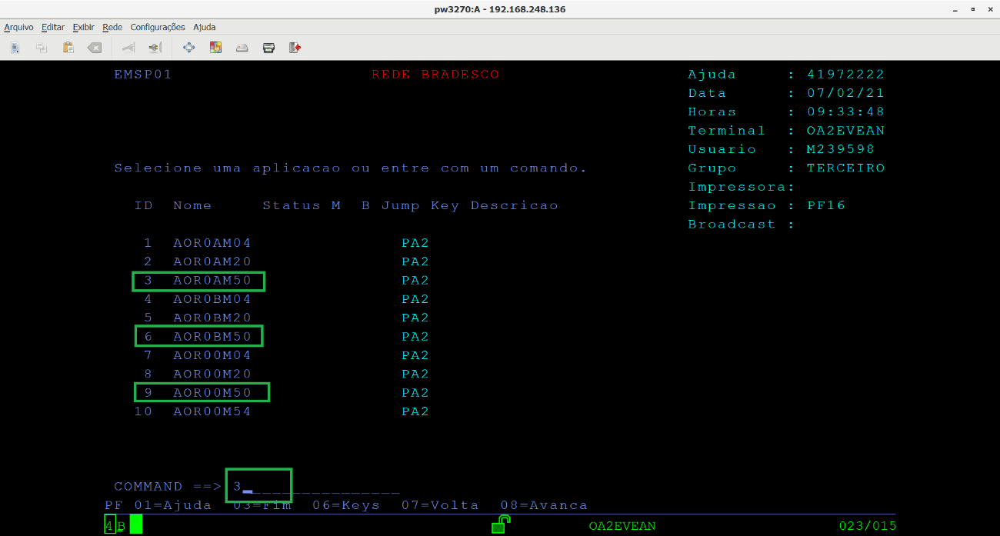 pw3270:A - 192.168.248.136
Arquivo Editar Exibir Rede Configurações Ajuda
EMSP01 REDE BRADESCO Ajuda : 41972222
Data : 07/02/21
Horas : 09:33:48
Terminal : OA2EVEAN
Usuario : M239598
Selecione uma aplicacao ou entre com um comando. Grupo : TERCEIRO
Impressora:
ID Nome Status M B Jump Key Descricao Impressao : PF16
Broadcast :
1 AOR0AM04 PA2
2 AOR0AM20 PA2
3 AOR0AM50 PA2
4 AOR0BM04 PA2
5 AOR0BM20 PA2
6 AOR0BM50 PA2
7 AOR00M04 PA2
8 AOR00M20 PA2
9 AOR00M50 PA2
10 AOR00M54 PA2
COMMAND ==> 3_______________
PF 01=Ajuda 03=Fim 06=Keys 07=Volta 08=Avanca
4 B OA2EVEAN 023/015